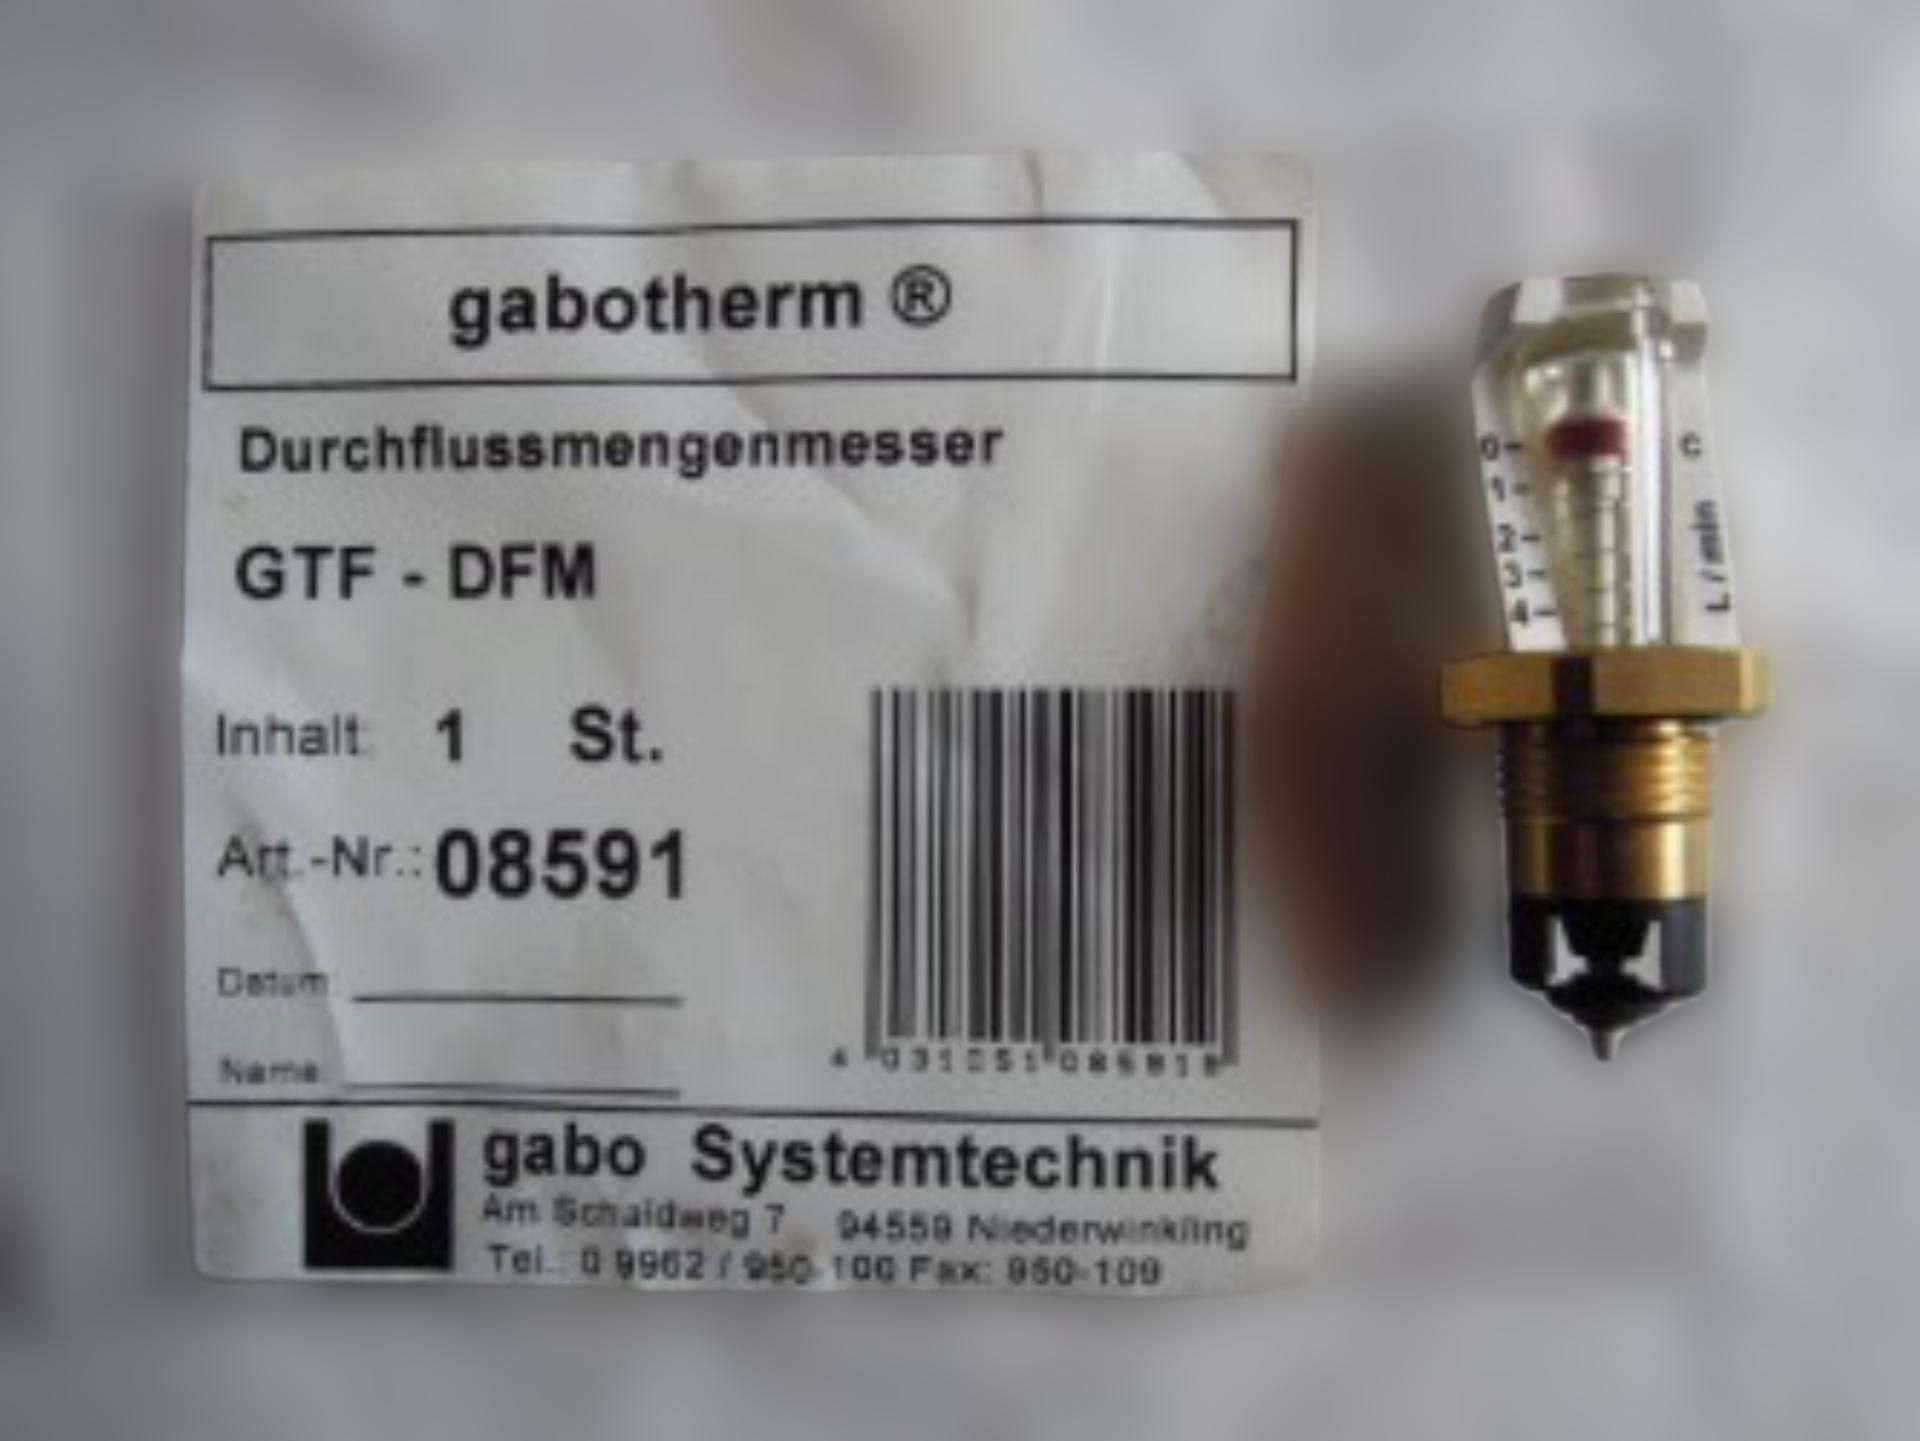 gabotherm ®
Durchflussmengenmesser
GTF - DFM
Inhalt: 1 St.
Art.-Nr.: 08591
Datum:
Name:
gabo Systemtechnik
Am Schaidweg 7 94559 Niederwinkling
Tel.: 0 9962 / 950-100 Fax: 950-109
0
1
2
3
4
L / min